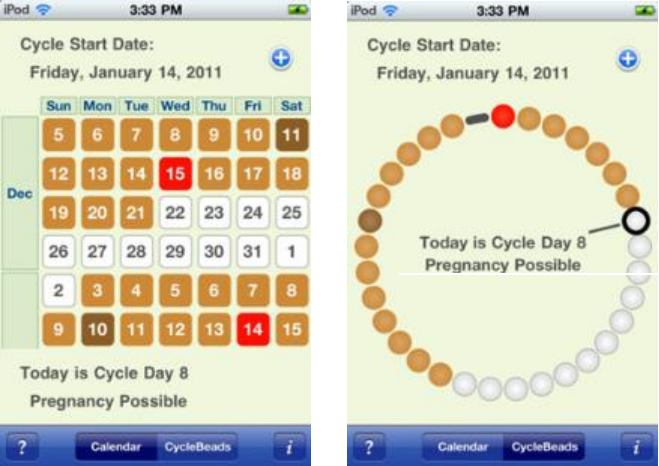 iPod 3:33 PM
Cycle Start Date:
Friday, January 14, 2011
Sun Mon Tue Wed Thu Fri Sat
Dec
5 6 7 8 9 10 11
12 13 14 15 16 17 18
19 20 21 22 23 24 25
26 27 28 29 30 31 1
2 3 4 5 6 7 8
9 10 11 12 13 14 15
Today is Cycle Day 8
Pregnancy Possible
? Calendar CycleBeads i
iPod 3:33 PM
Cycle Start Date:
Friday, January 14, 2011
Today is Cycle Day 8
Pregnancy Possible
? Calendar CycleBeads i